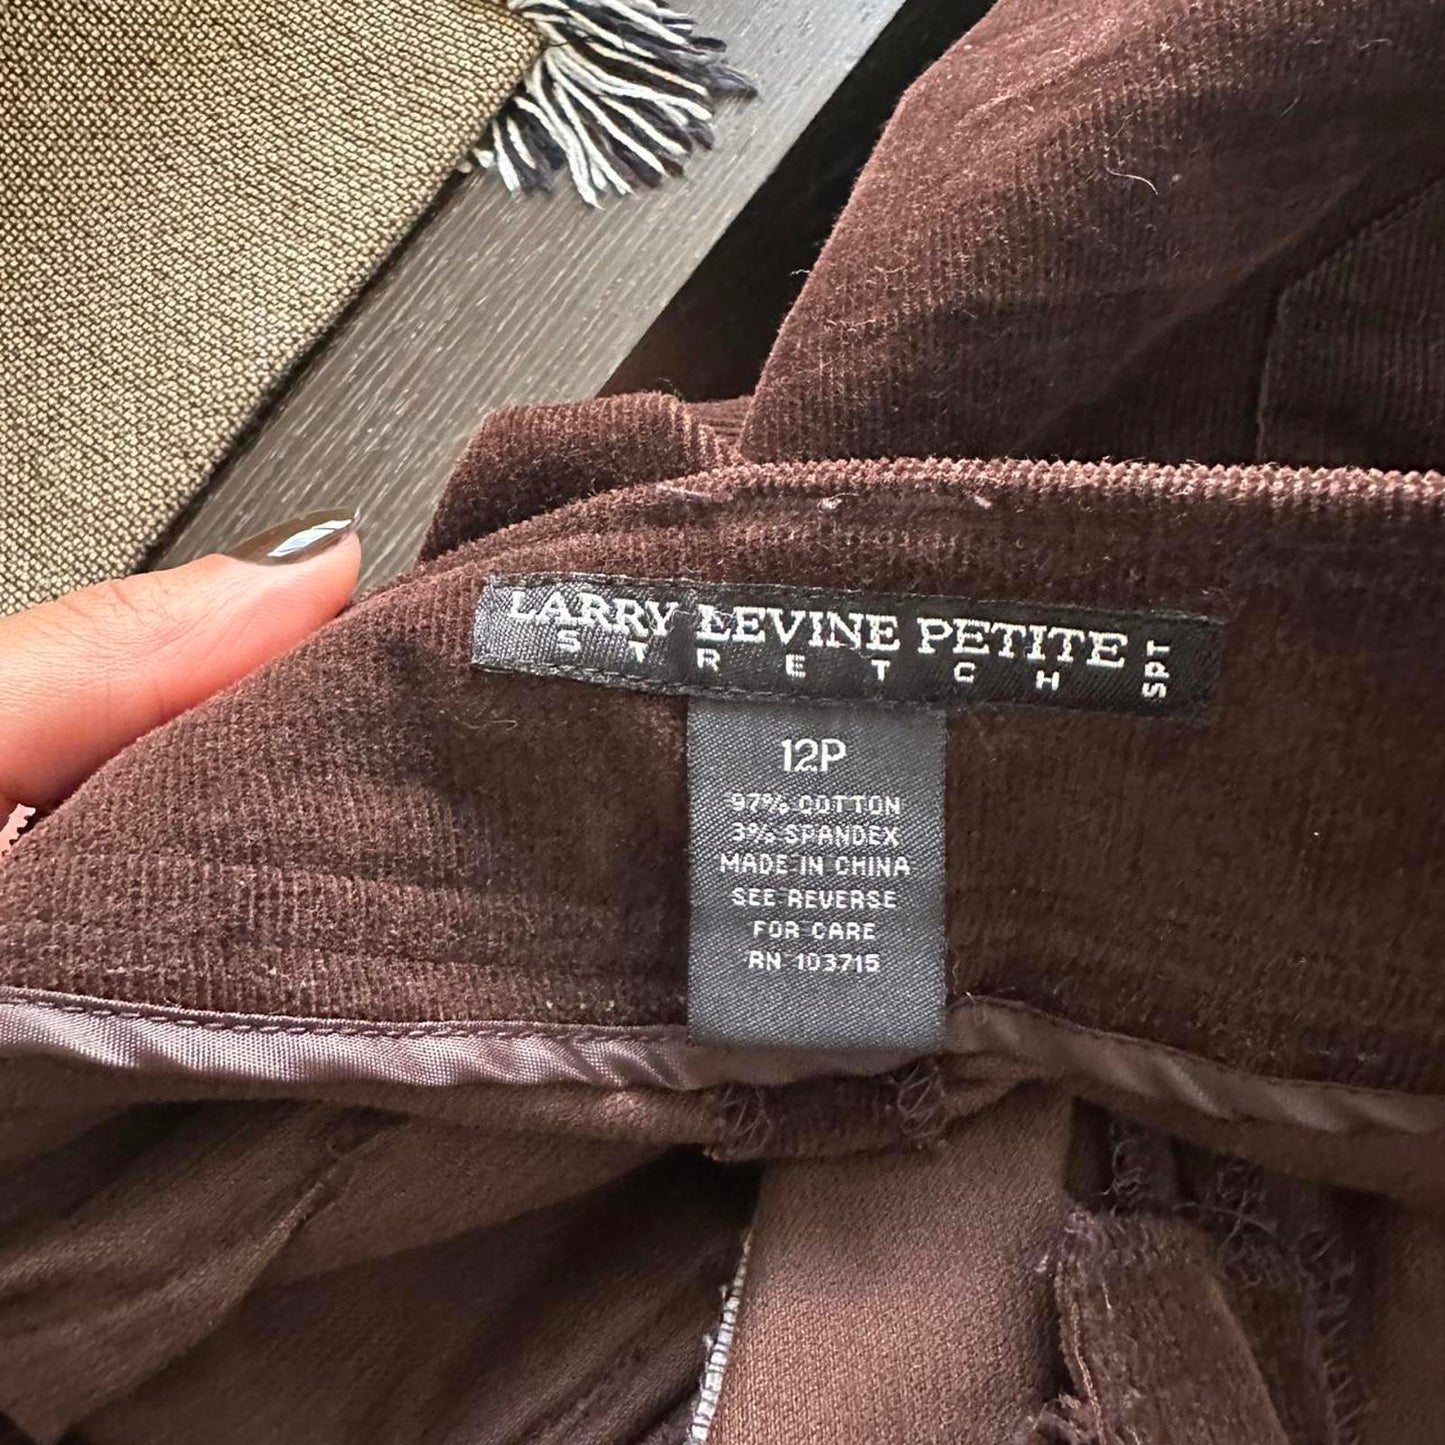 LARRY LEVINE PETITE
STRETCH
SPT
12P
97% COTTON
3% SPANDEX
MADE IN CHINA
SEE REVERSE
FOR CARE
RN 103715